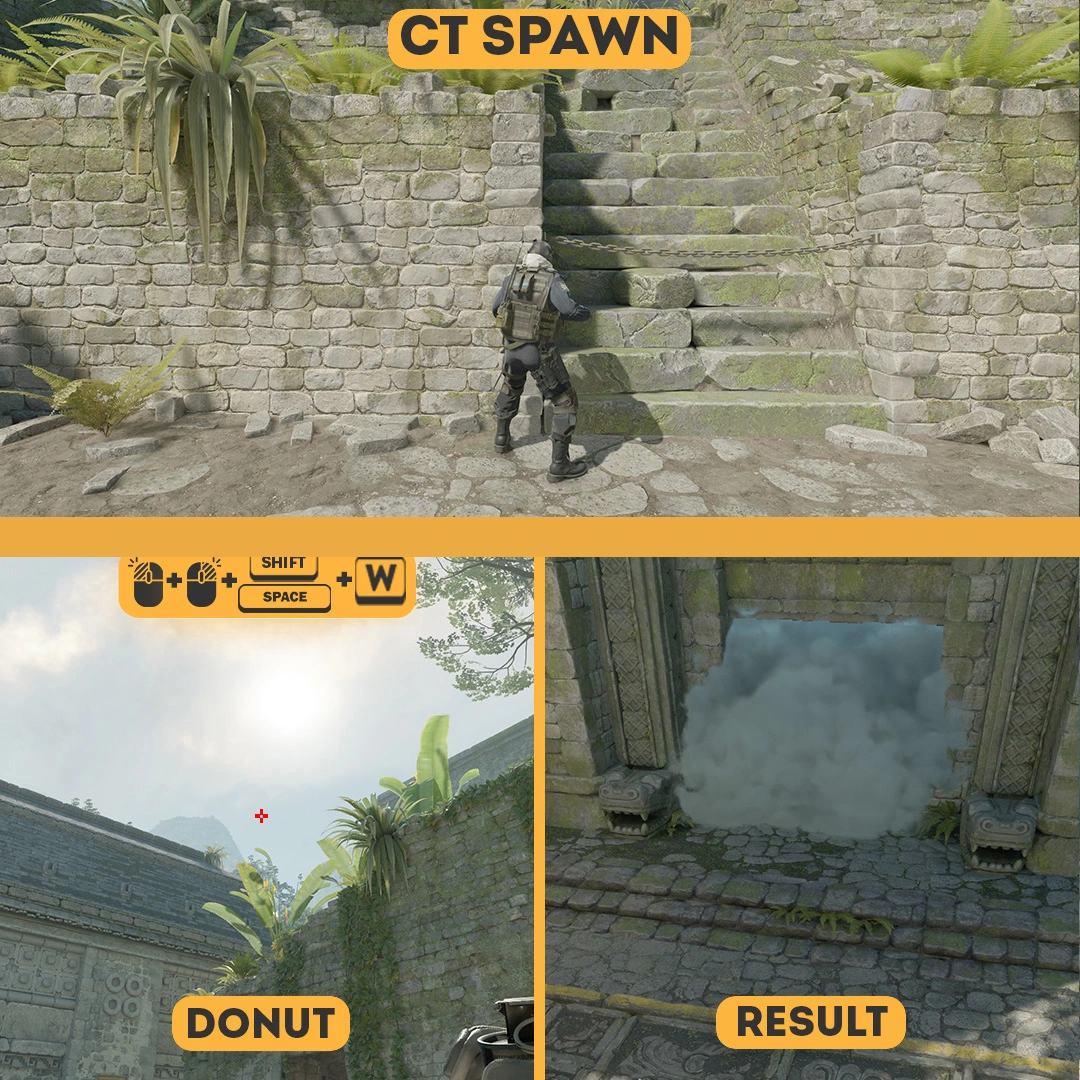 CT SPAWN
SHIFT
+ + + W
SPACE
DONUT
RESULT